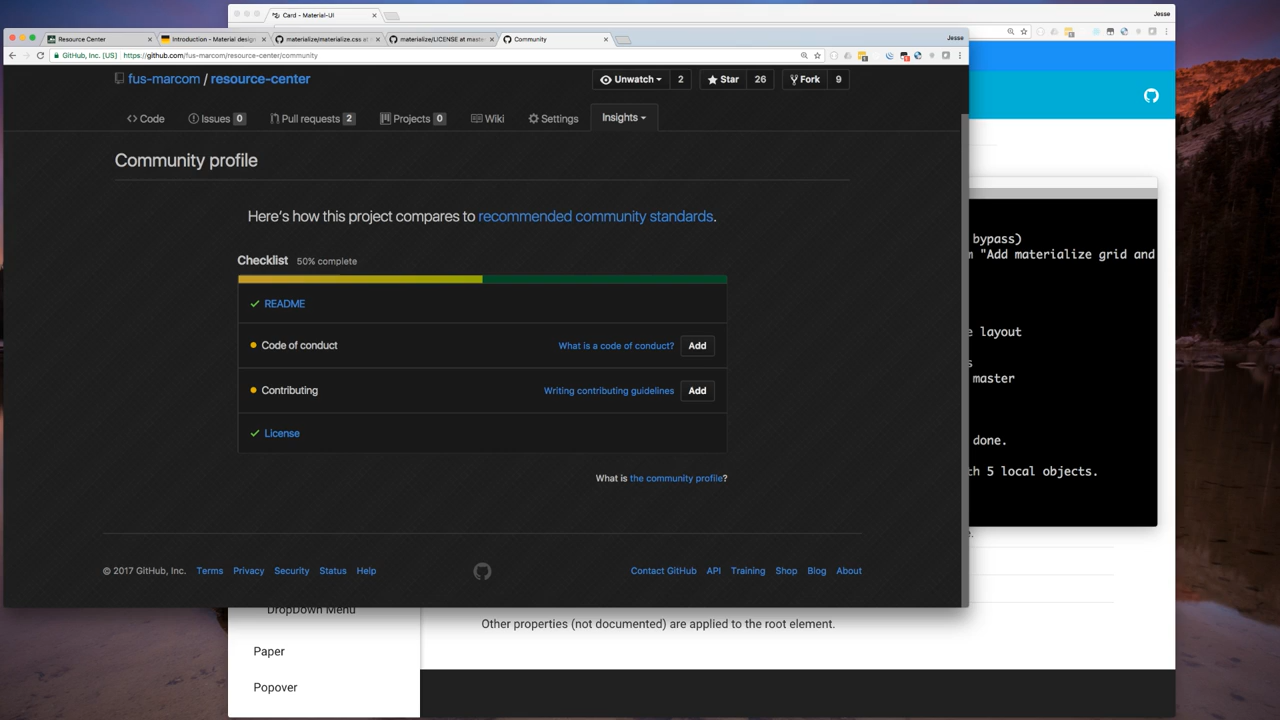 Card - Material-UI
Jesse
Resource Center
Introduction - Material design
materialize/materialize.css at
materialize/LICENSE at maste
Community
Jesse
GitHub, Inc. [US]
https://github.com/fus-marcom/resource-center/community
fus-marcom / resource-center
Unwatch 2
Star 26
Fork 9
Code
Issues 0
Pull requests 2
Projects 0
Wiki
Settings
Insights
Community profile
Here's how this project compares to recommended community standards.
Checklist 50% complete
README
Code of conduct
What is a code of conduct?
Add
Contributing
Writing contributing guidelines
Add
License
What is the community profile?
© 2017 GitHub, Inc.
Terms
Privacy
Security
Status
Help
Contact GitHub
API
Training
Shop
Blog
About
bypass)
"Add materialize grid and
layout
master
done.
th 5 local objects.
DropDown Menu
Other properties (not documented) are applied to the root element.
Paper
Popover